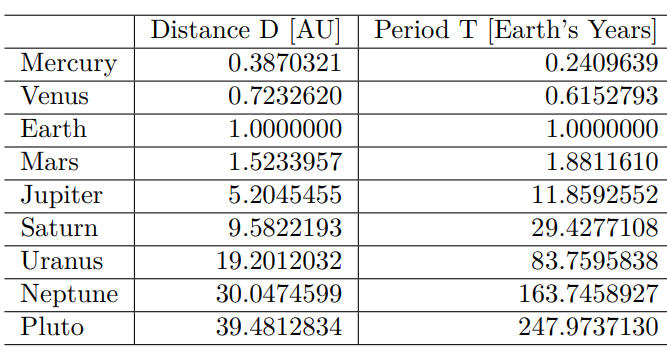 Distance D [AU] Period T [Earth's Years]
Mercury 0.3870321 0.2409639
Venus 0.7232620 0.6152793
Earth 1.0000000 1.0000000
Mars 1.5233957 1.8811610
Jupiter 5.2045455 11.8592552
Saturn 9.5822193 29.4277108
Uranus 19.2012032 83.7595838
Neptune 30.0474599 163.7458927
Pluto 39.4812834 247.9737130